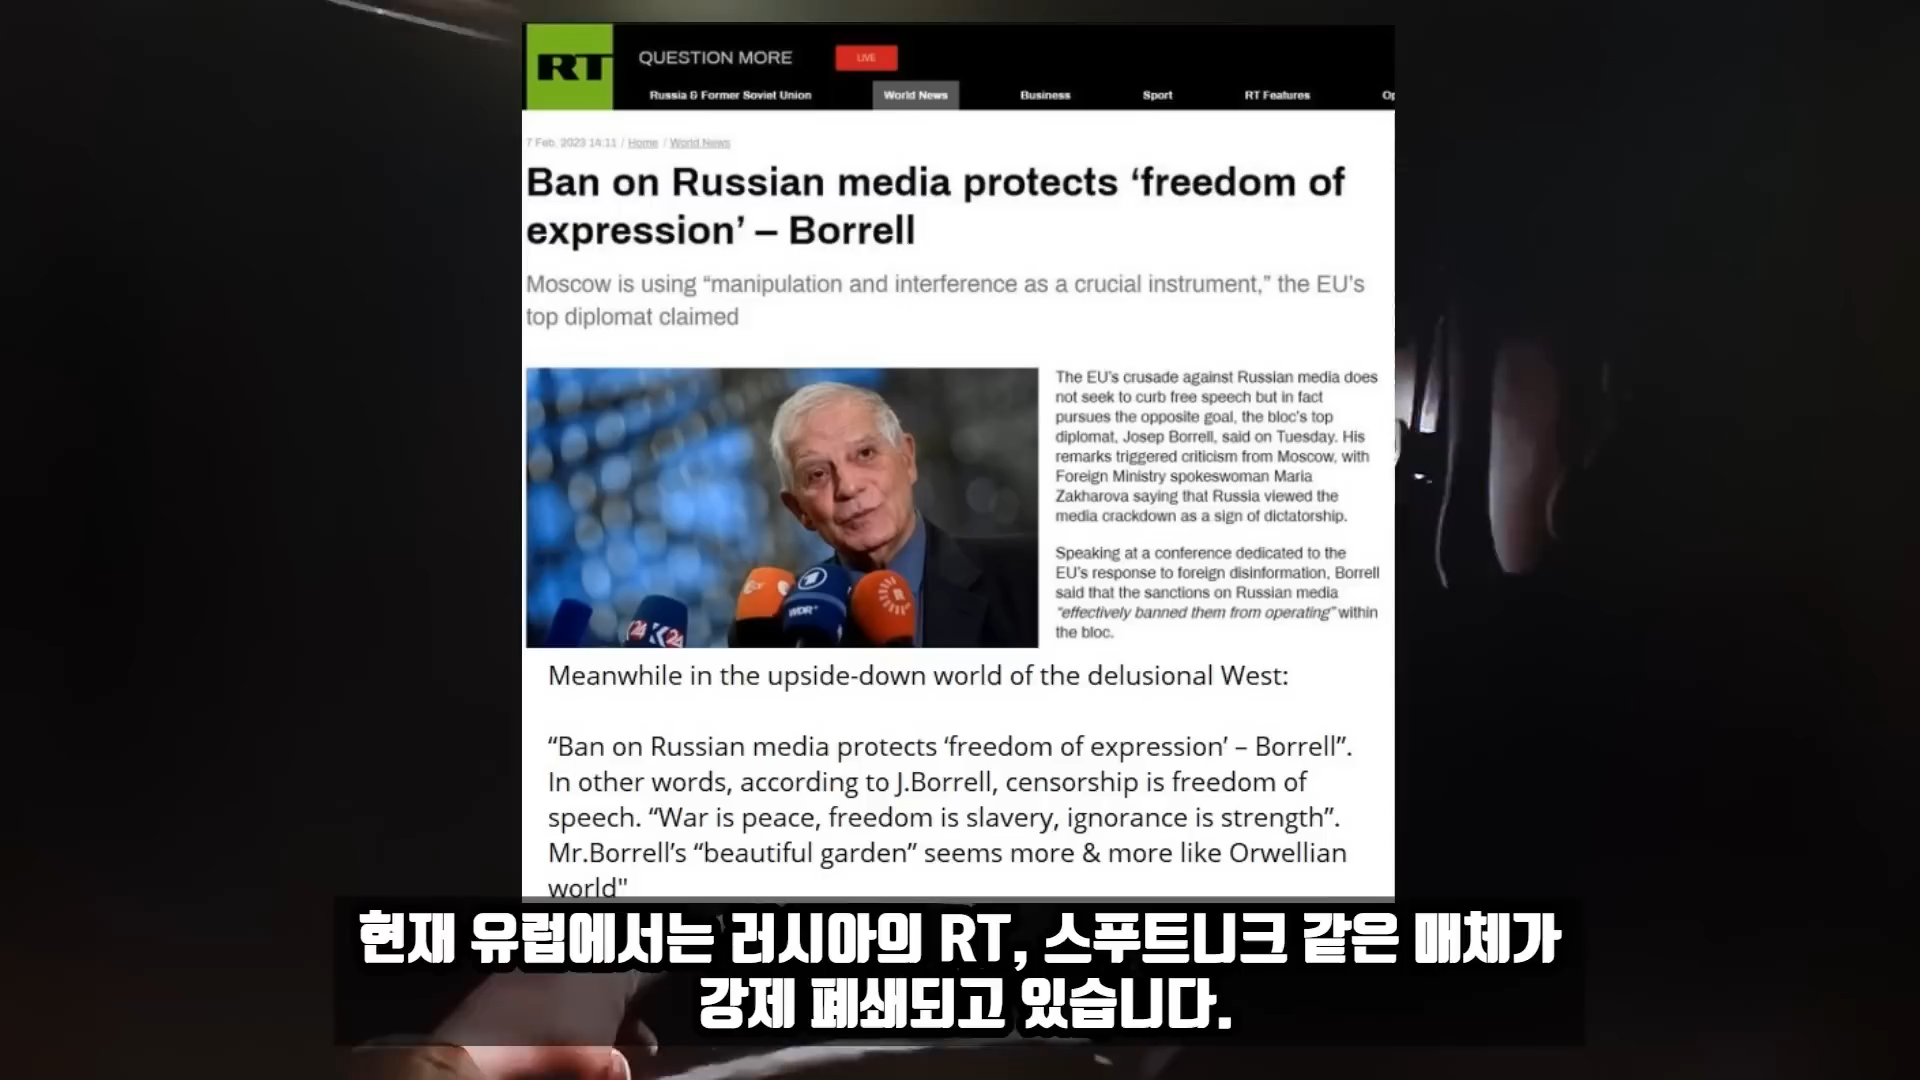 RT
QUESTION MORE
LIVE
Russia & Former Soviet Union
World News
Business
Sport
RT Features
7 Feb, 2023 14:11 / Home / World News
Ban on Russian media protects ‘freedom of
expression’ – Borrell
Moscow is using “manipulation and interference as a crucial instrument,” the EU’s
top diplomat claimed
The EU’s crusade against Russian media does
not seek to curb free speech but in fact
pursues the opposite goal, the bloc’s top
diplomat, Josep Borrell, said on Tuesday. His
remarks triggered criticism from Moscow, with
Foreign Ministry spokeswoman Maria
Zakharova saying that Russia viewed the
media crackdown as a sign of dictatorship.
Speaking at a conference dedicated to the
EU’s response to foreign disinformation, Borrell
said that the sanctions on Russian media
“effectively banned them from operating” within
the bloc.
WDR
K24
24
Meanwhile in the upside-down world of the delusional West:
“Ban on Russian media protects ‘freedom of expression’ – Borrell”.
In other words, according to J.Borrell, censorship is freedom of
speech. “War is peace, freedom is slavery, ignorance is strength”.
Mr.Borrell’s “beautiful garden” seems more & more like Orwellian
world"
현재 유럽에서는 러시아의 RT, 스푸트니크 같은 매체가
강제 폐쇄되고 있습니다.